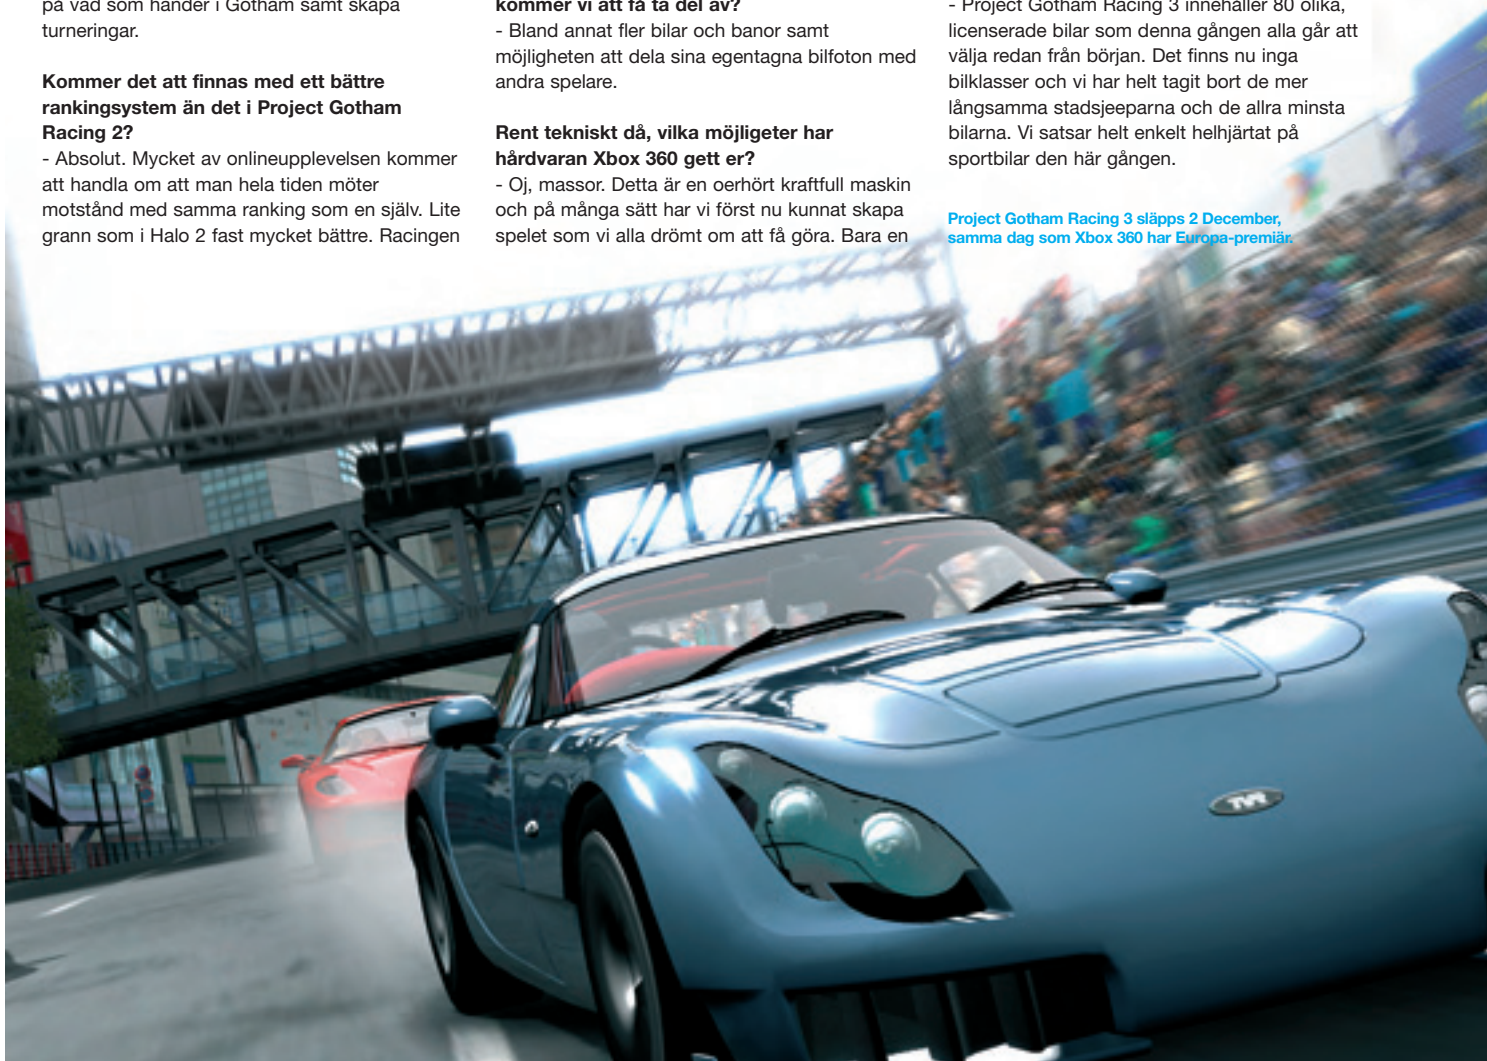 på vad som händer i Gotham samt skapa
turneringar.
Kommer det att finnas med ett bättre
rankingsystem än det i Project Gotham
Racing 2?
- Absolut. Mycket av onlineupplevelsen kommer
att handla om att man hela tiden möter
motstånd med samma ranking som en själv. Lite
grann som i Halo 2 fast mycket bättre. Racingen
kommer vi att få ta del av?
- Bland annat fler bilar och banor samt
möjligheten att dela sina egentagna bilfoton med
andra spelare.
Rent tekniskt då, vilka möjligeter har
hårdvaran Xbox 360 gett er?
- Oj, massor. Detta är en oerhört kraftfull maskin
och på många sätt har vi först nu kunnat skapa
spelet som vi alla drömt om att få göra. Bara en
- Project Gotham Racing 3 innehåller 80 olika,
licenserade bilar som denna gången alla går att
välja redan från början. Det finns nu inga
bilklasser och vi har helt tagit bort de mer
långsamma stadsjeeparna och de allra minsta
bilarna. Vi satsar helt enkelt helhjärtat på
sportbilar den här gången.
Project Gotham Racing 3 släpps 2 December,
samma dag som Xbox 360 har Europa-premiär.
TVR